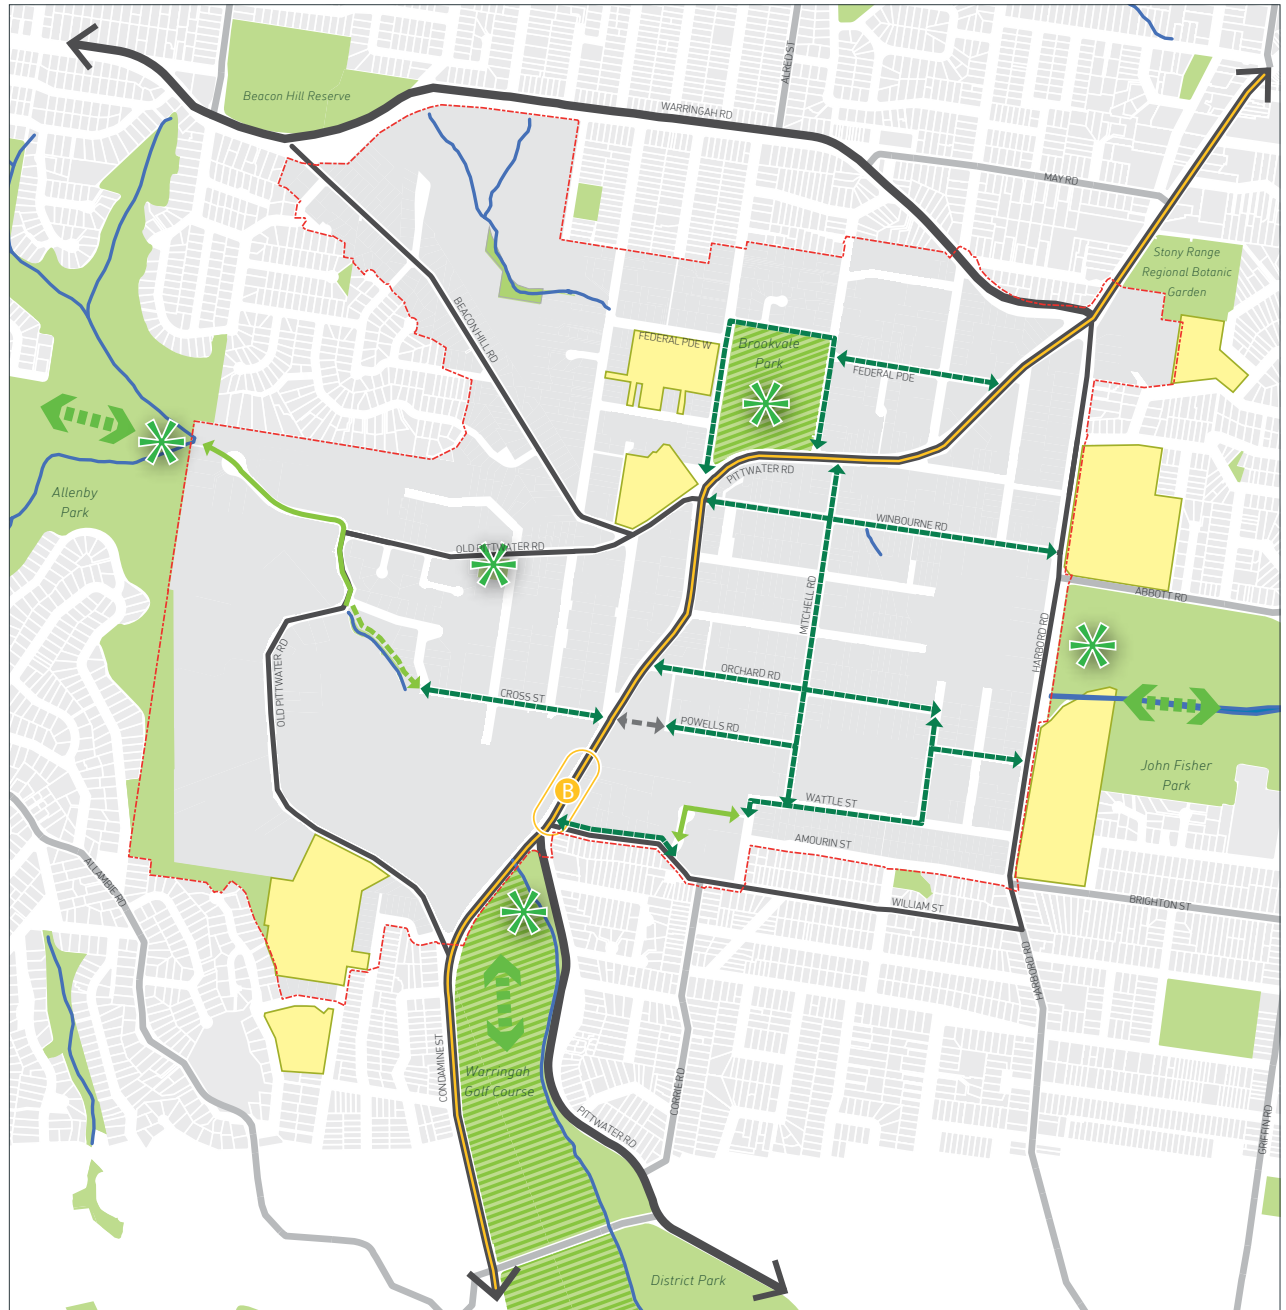 ALRED ST
Beacon Hill Reserve
WARRINGAH RD
MAY RD
Stony Range
Regional Botanic
Garden
BEACON HILL RD
FEDERAL PDE W
Brookvale
Park
FEDERAL PDE
PITTWATER RD
Allenby
Park
WINBOURNE RD
OLD PITTWATER RD
MITCHELL RD
ABBOTT RD
HARBORD RD
OLD PITTWATER RD
ORCHARD RD
CROSS ST
POWELLS RD
John Fisher
Park
B
WATTLE ST
AMOURIN ST
ALLAMBIE RD
WILLIAM ST
BRIGHTON ST
HARBORD RD
CONDAMINE ST
Warringah
Golf Course
CORRIE RD
PITTWATER RD
GRIFFIN RD
District Park